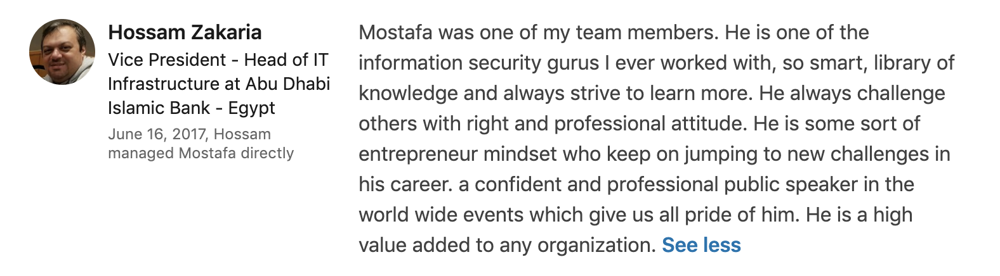 Hossam Zakaria
Vice President - Head of IT
Infrastructure at Abu Dhabi
Islamic Bank - Egypt
June 16, 2017, Hossam
managed Mostafa directly
Mostafa was one of my team members. He is one of the
information security gurus I ever worked with, so smart, library of
knowledge and always strive to learn more. He always challenge
others with right and professional attitude. He is some sort of
entrepreneur mindset who keep on jumping to new challenges in
his career. a confident and professional public speaker in the
world wide events which give us all pride of him. He is a high
value added to any organization. See less